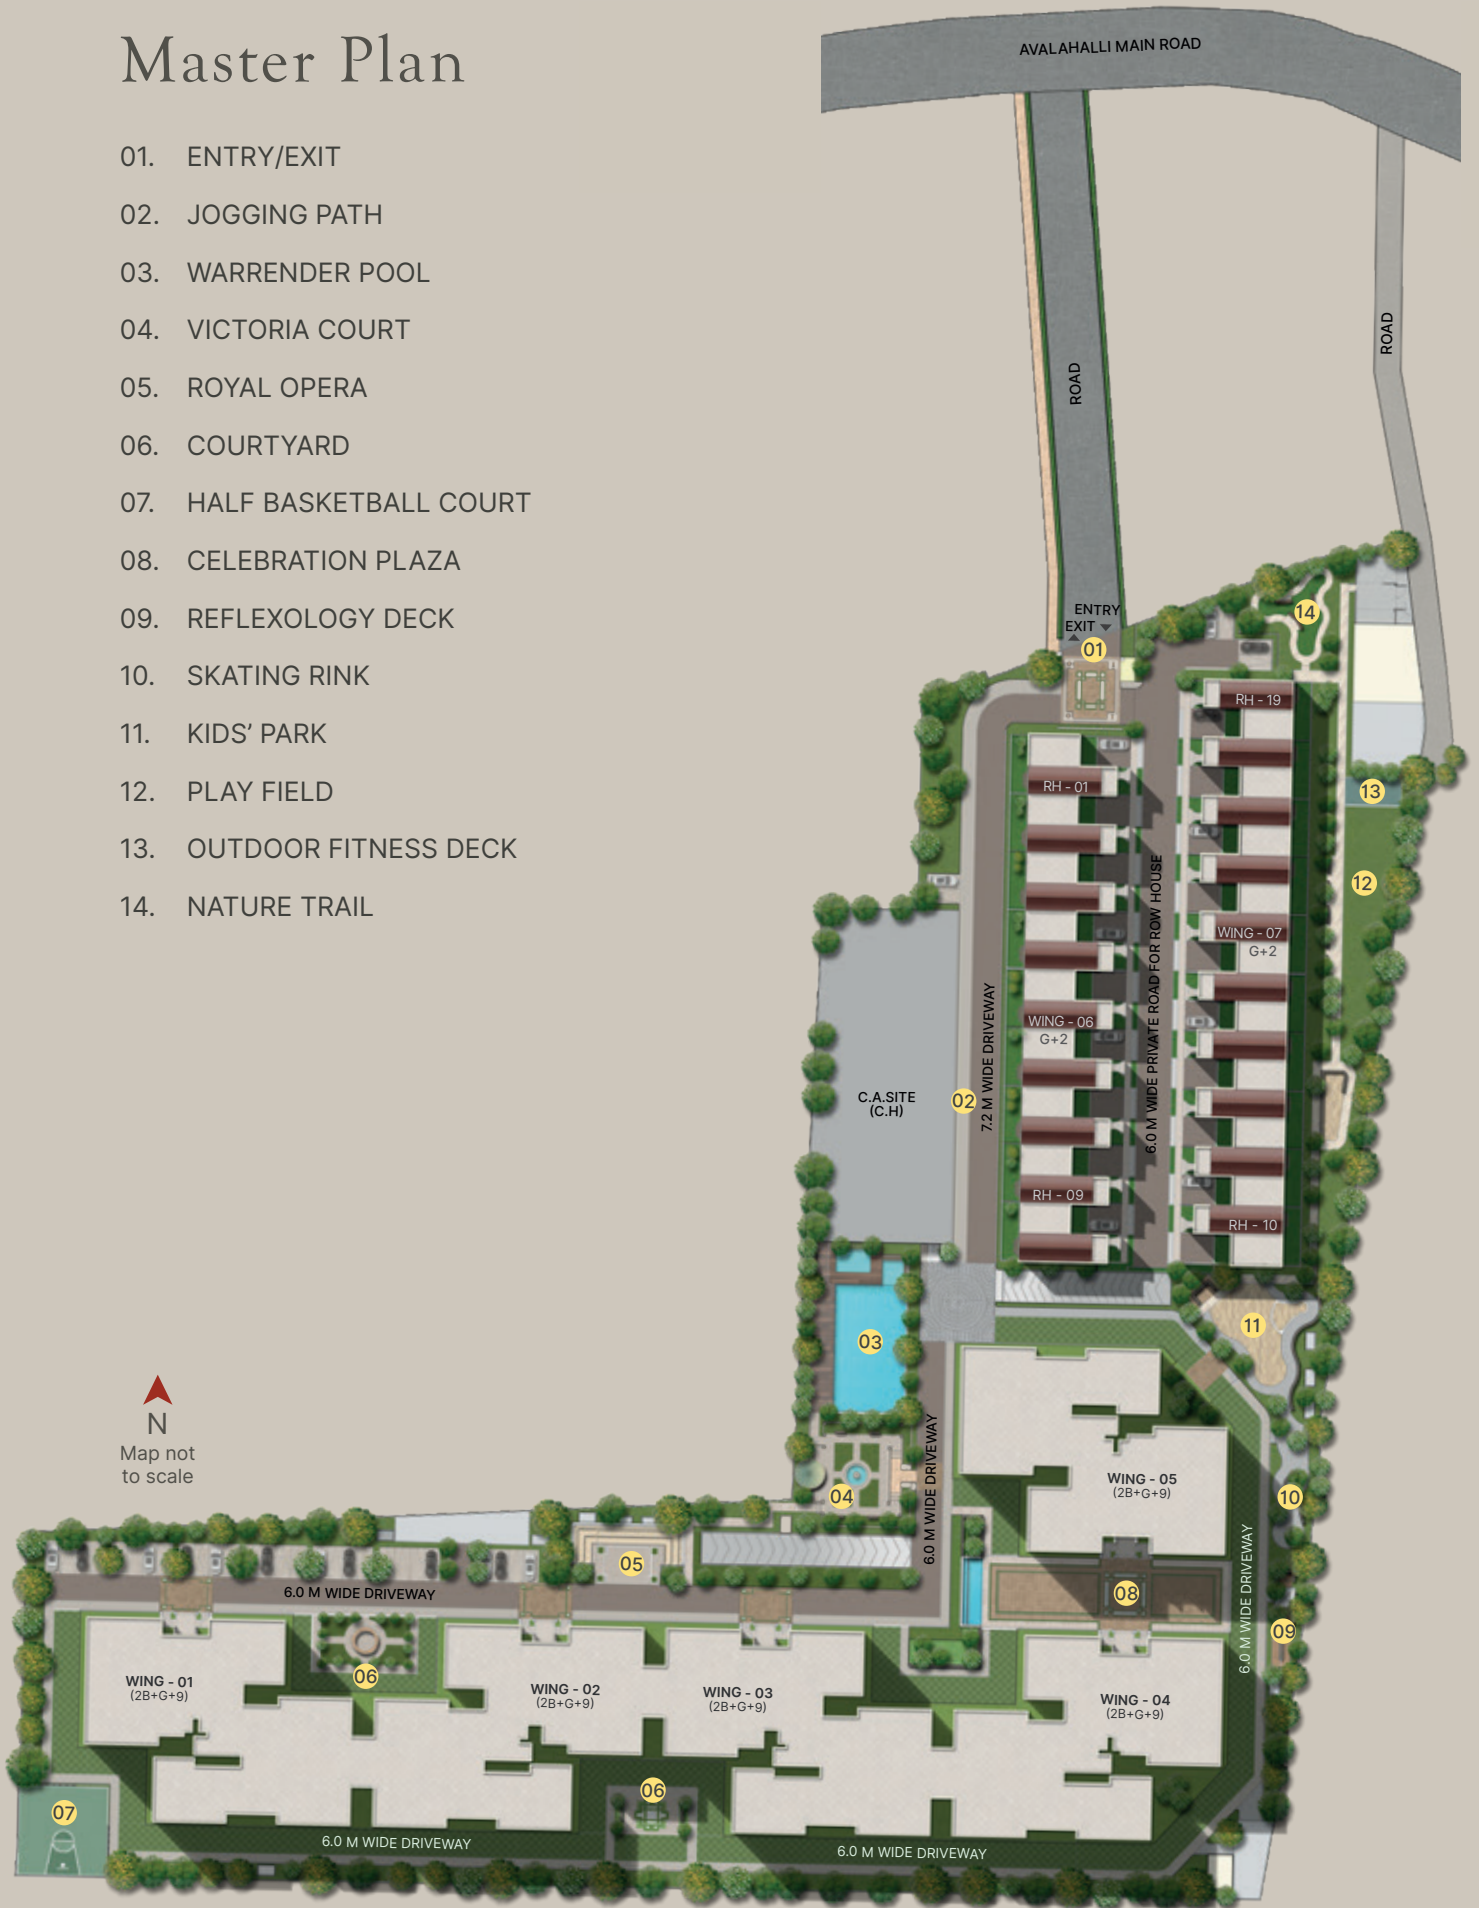 Master Plan
01. ENTRY/EXIT
02. JOGGING PATH
03. WARRENDER POOL
04. VICTORIA COURT
05. ROYAL OPERA
06. COURTYARD
07. HALF BASKETBALL COURT
08. CELEBRATION PLAZA
09. REFLEXOLOGY DECK
10. SKATING RINK
11. KIDS’ PARK
12. PLAY FIELD
13. OUTDOOR FITNESS DECK
14. NATURE TRAIL
AVALAHALLI MAIN ROAD
ROAD
ROAD
ENTRY
EXIT
01
14
RH - 19
RH - 01
13
12
WING - 07
G+2
6.0 M WIDE PRIVATE ROAD FOR ROW HOUSE
WING - 06
G+2
7.2 M WIDE DRIVEWAY
C.A.SITE
(C.H)
02
RH - 09
RH - 10
11
03
N
Map not
to scale
6.0 M WIDE DRIVEWAY
WING - 05
(2B+G+9)
04
10
05
6.0 M WIDE DRIVEWAY
08
6.0 M WIDE DRIVEWAY
09
06
WING - 01
(2B+G+9)
WING - 02
(2B+G+9)
WING - 03
(2B+G+9)
WING - 04
(2B+G+9)
06
07
6.0 M WIDE DRIVEWAY
6.0 M WIDE DRIVEWAY